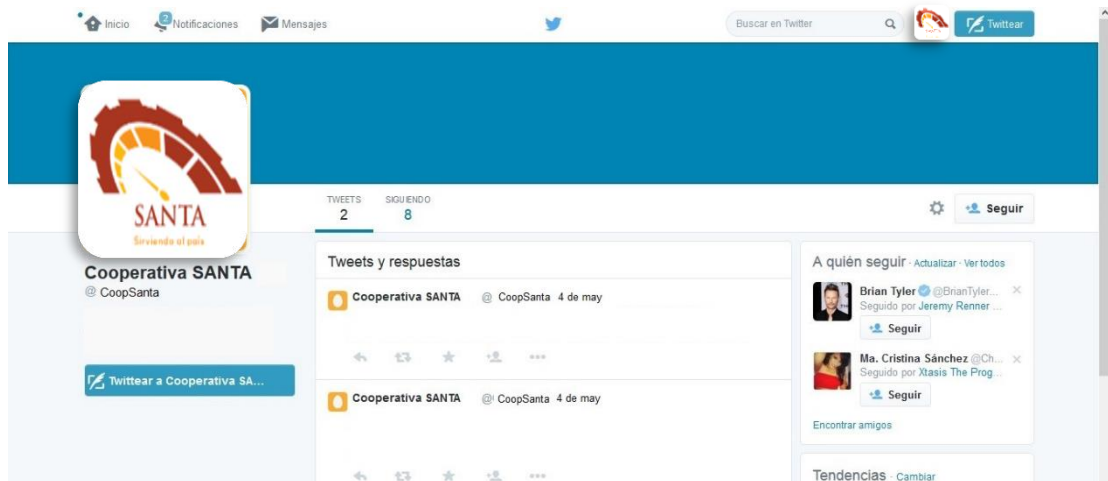 Inicio
2
Notificaciones
Mensajes
Buscar en Twitter
Twittear
SANTA
Sirviendo al país
TWEETS
2
SIGUIENDO
8
Seguir
Cooperativa SANTA
@ CoopSanta
Twittear a Cooperativa SA...
Tweets y respuestas
Cooperativa SANTA @ CoopSanta 4 de may
Cooperativa SANTA @ CoopSanta 4 de may
A quién seguir · Actualizar · Ver todos
Brian Tyler @BrianTyler...
Seguido por Jeremy Renner ...
Seguir
Ma. Cristina Sánchez @Ch...
Seguido por Xtasis The Prog...
Seguir
Encontrar amigos
Tendencias · Cambiar